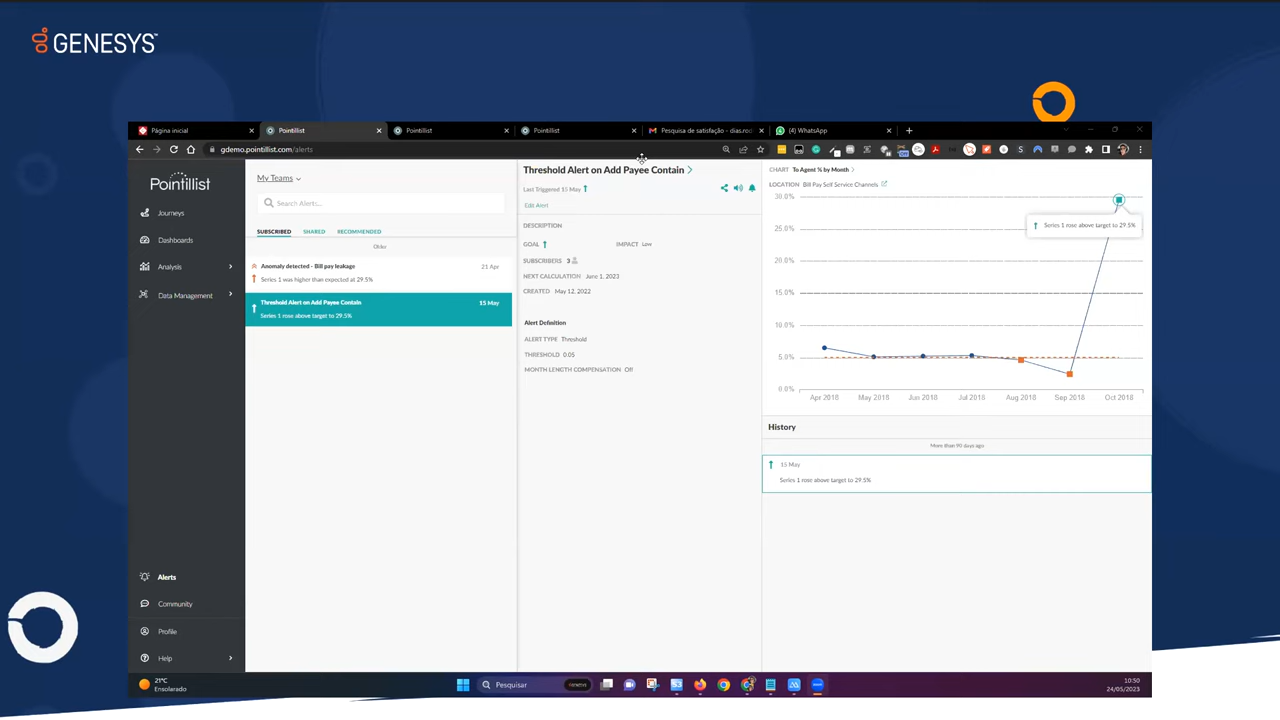 GENESYS™
Página inicial
Pointillist
Pointillist
Pointillist
Pesquisa de satisfação - dias.rod
(4) WhatsApp
gdemo.pointillist.com/alerts
Pointillist
Journeys
Dashboards
Analysis
Data Management
Alerts
Community
Profile
Help
My Teams
Search Alerts...
SUBSCRIBED SHARED RECOMMENDED
Older
Anomaly detected - Bill pay leakage 21 Apr
Series 1 was higher than expected at 29.5%
Threshold Alert on Add Payee Contain 15 May
Series 1 rose above target to 29.5%
Threshold Alert on Add Payee Contain
Last Triggered 15 May
Edit Alert
DESCRIPTION
GOAL IMPACT Low
SUBSCRIBERS 3
NEXT CALCULATION June 1, 2023
CREATED May 12, 2022
Alert Definition
ALERT TYPE Threshold
THRESHOLD 0.05
MONTH LENGTH COMPENSATION Off
CHART To Agent % by Month
LOCATION Bill Pay Self Service Channels
30.0%
25.0%
20.0%
15.0%
10.0%
5.0%
0.0%
Series 1 rose above target to 29.5%
Apr 2018 May 2018 Jun 2018 Jul 2018 Aug 2018 Sep 2018 Oct 2018
History
More than 90 days ago
15 May
Series 1 rose above target to 29.5%
21°C
Ensolarado
Pesquisar
10:50
24/05/2023